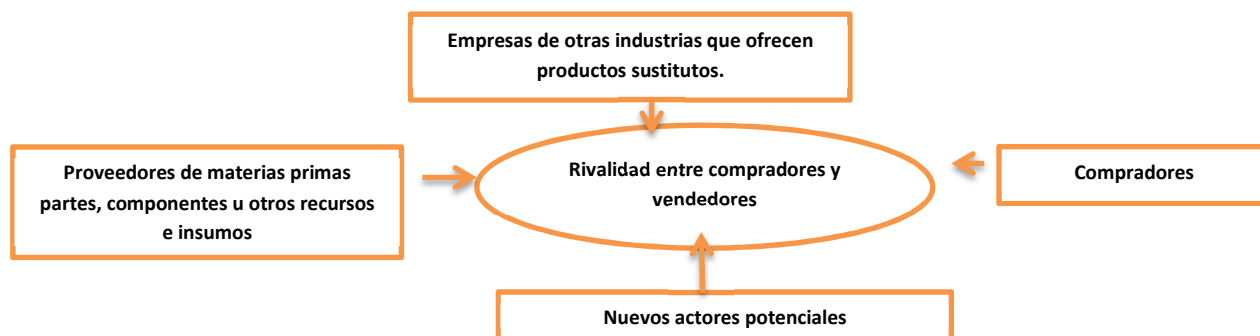 Empresas de otras industrias que ofrecen
productos sustitutos.
Proveedores de materias primas
partes, componentes u otros recursos
e insumos
Rivalidad entre compradores y
vendedores
Compradores
Nuevos actores potenciales